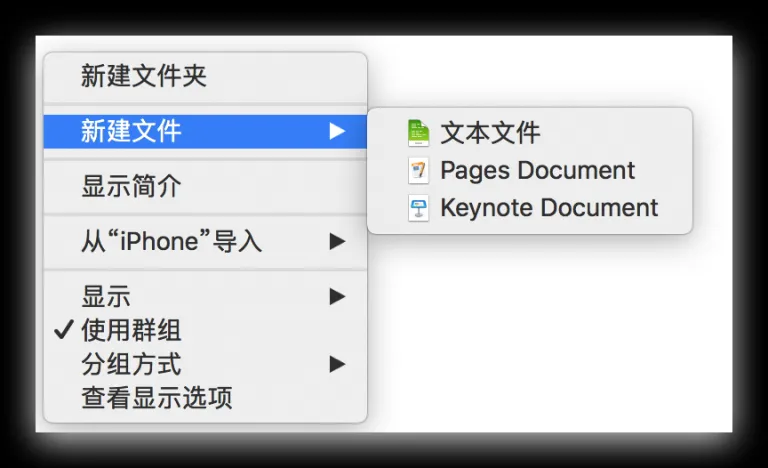 新建文件夹
新建文件
文本文件
Pages Document
Keynote Document
显示简介
从“iPhone”导入
显示
使用群组
分组方式
查看显示选项